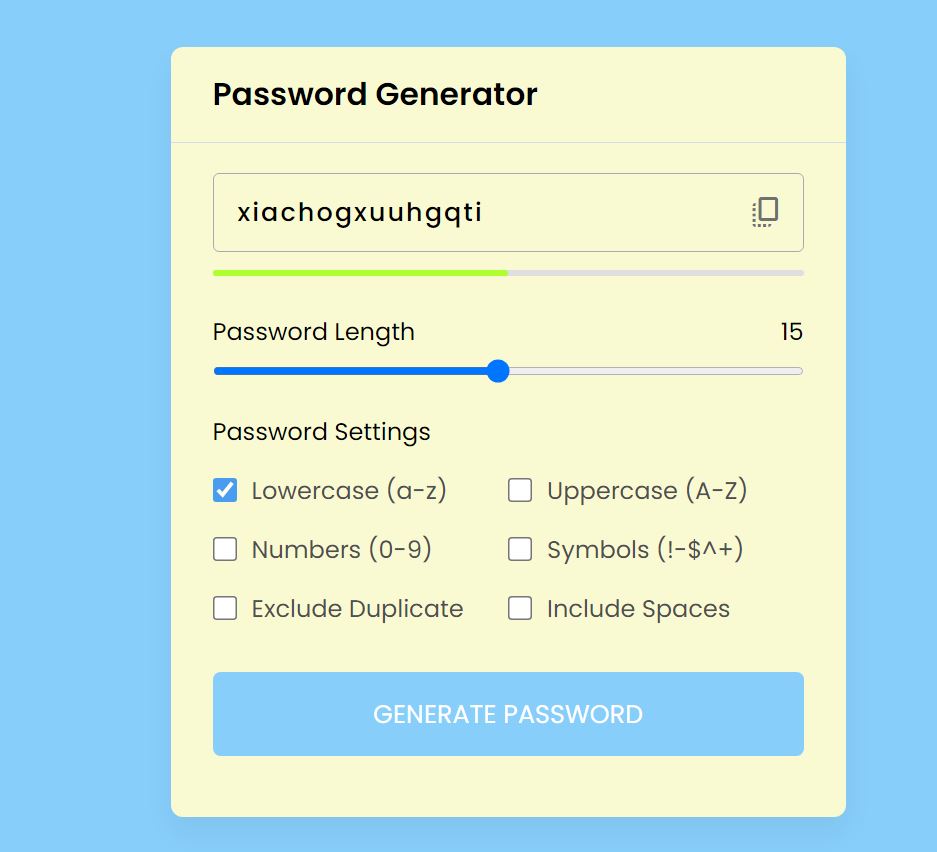 Password Generator
xiachogxuuhgqti
Password Length 15
Password Settings
Lowercase (a-z) Uppercase (A-Z)
Numbers (0-9) Symbols (!-$^+)
Exclude Duplicate Include Spaces
GENERATE PASSWORD